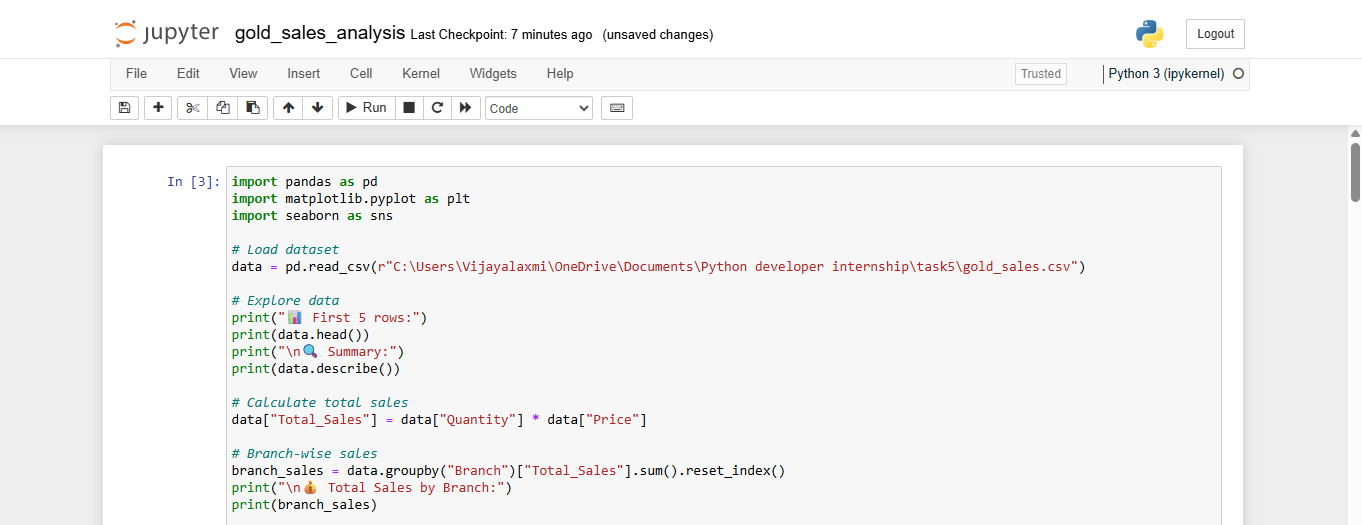 jupyter gold_sales_analysis Last Checkpoint: 7 minutes ago (unsaved changes)
Logout
File Edit View Insert Cell Kernel Widgets Help
Trusted
Python 3 (ipykernel)
Run
Code
In [3]:
import pandas as pd
import matplotlib.pyplot as plt
import seaborn as sns
# Load dataset
data = pd.read_csv(r"C:\Users\Vijayalaxmi\OneDrive\Documents\Python developer internship\task5\gold_sales.csv")
# Explore data
print("📊 First 5 rows:")
print(data.head())
print("\n🔍 Summary:")
print(data.describe())
# Calculate total sales
data["Total_Sales"] = data["Quantity"] * data["Price"]
# Branch-wise sales
branch_sales = data.groupby("Branch")["Total_Sales"].sum().reset_index()
print("\n💰 Total Sales by Branch:")
print(branch_sales)